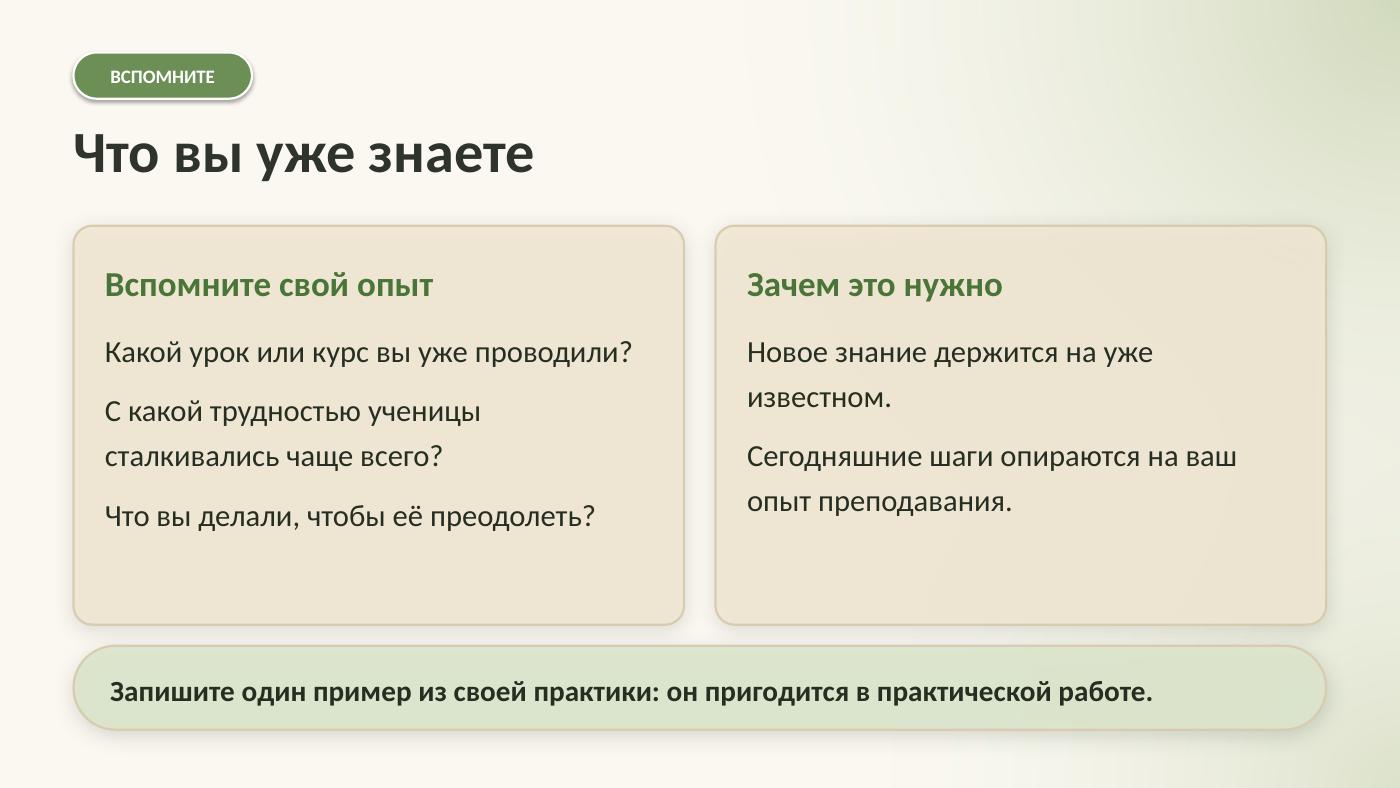 ВСПОМНИТЕ
Что вы уже знаете
Вспомните свой опыт
Какой урок или курс вы уже проводили?
С какой трудностью ученицы
сталкивались чаще всего?
Что вы делали, чтобы её преодолеть?
Зачем это нужно
Новое знание держится на уже
известном.
Сегодняшние шаги опираются на ваш
опыт преподавания.
Запишите один пример из своей практики: он пригодится в практической работе.